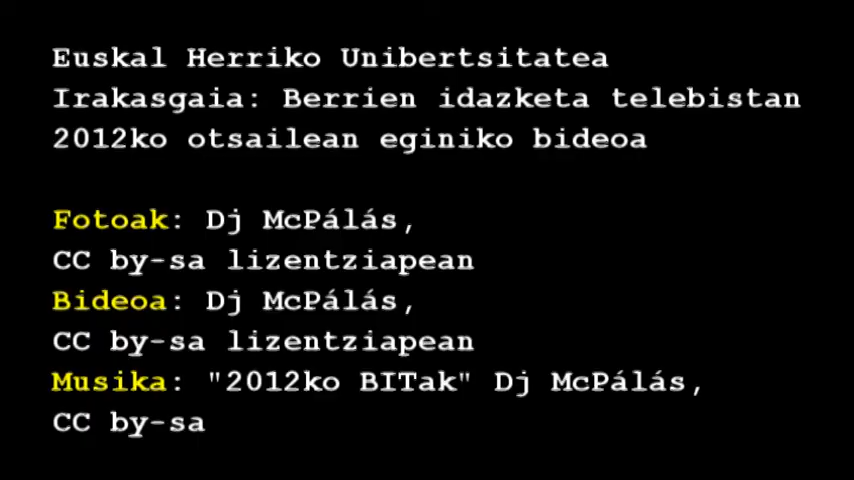 Euskal Herriko Unibertsitatea
Irakasgaia: Berrien idazketa telebistan
2012ko otsailean eginiko bideoa
Fotoak: Dj McPálás,
CC by-sa lizentziapean
Bideoa: Dj McPálás,
CC by-sa lizentziapean
Musika: "2012ko BITak" Dj McPálás,
CC by-sa